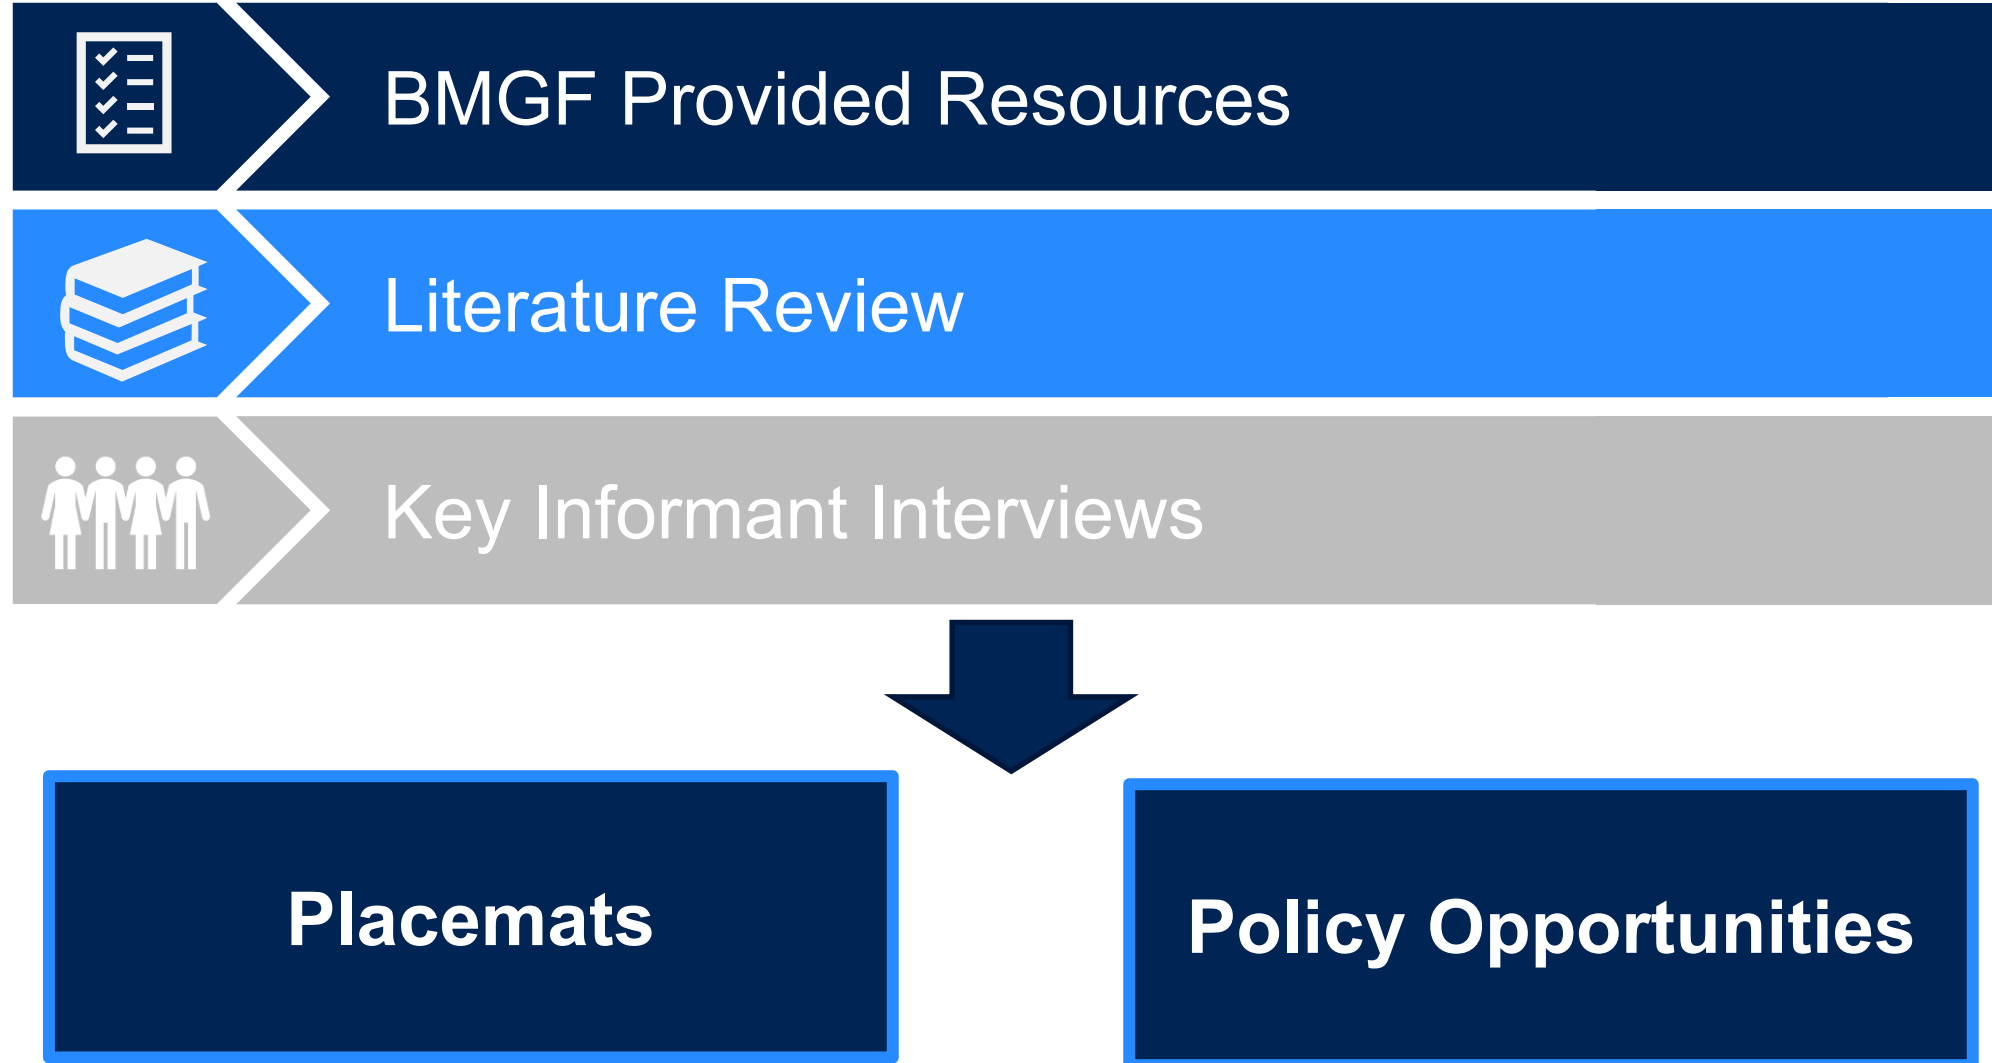 BMGF Provided Resources
Literature Review
Key Informant Interviews
Placemats
Policy Opportunities